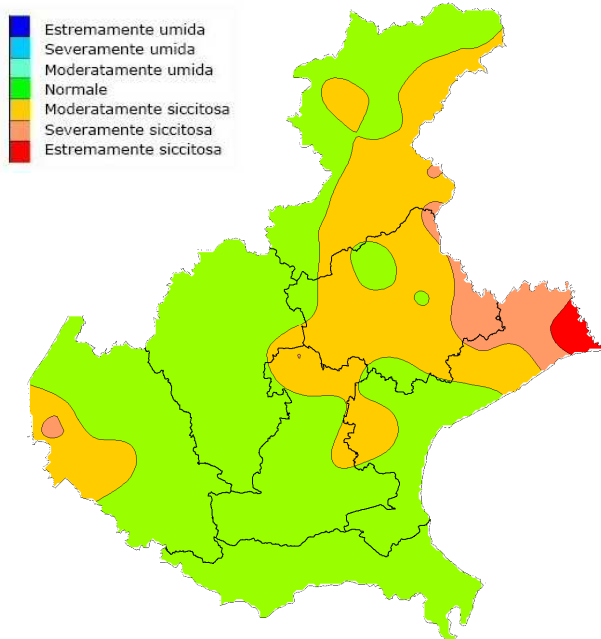 Estremamente umida
Severamente umida
Moderatamente umida
Normale
Moderatamente siccitosa
Severamente siccitosa
Estremamente siccitosa